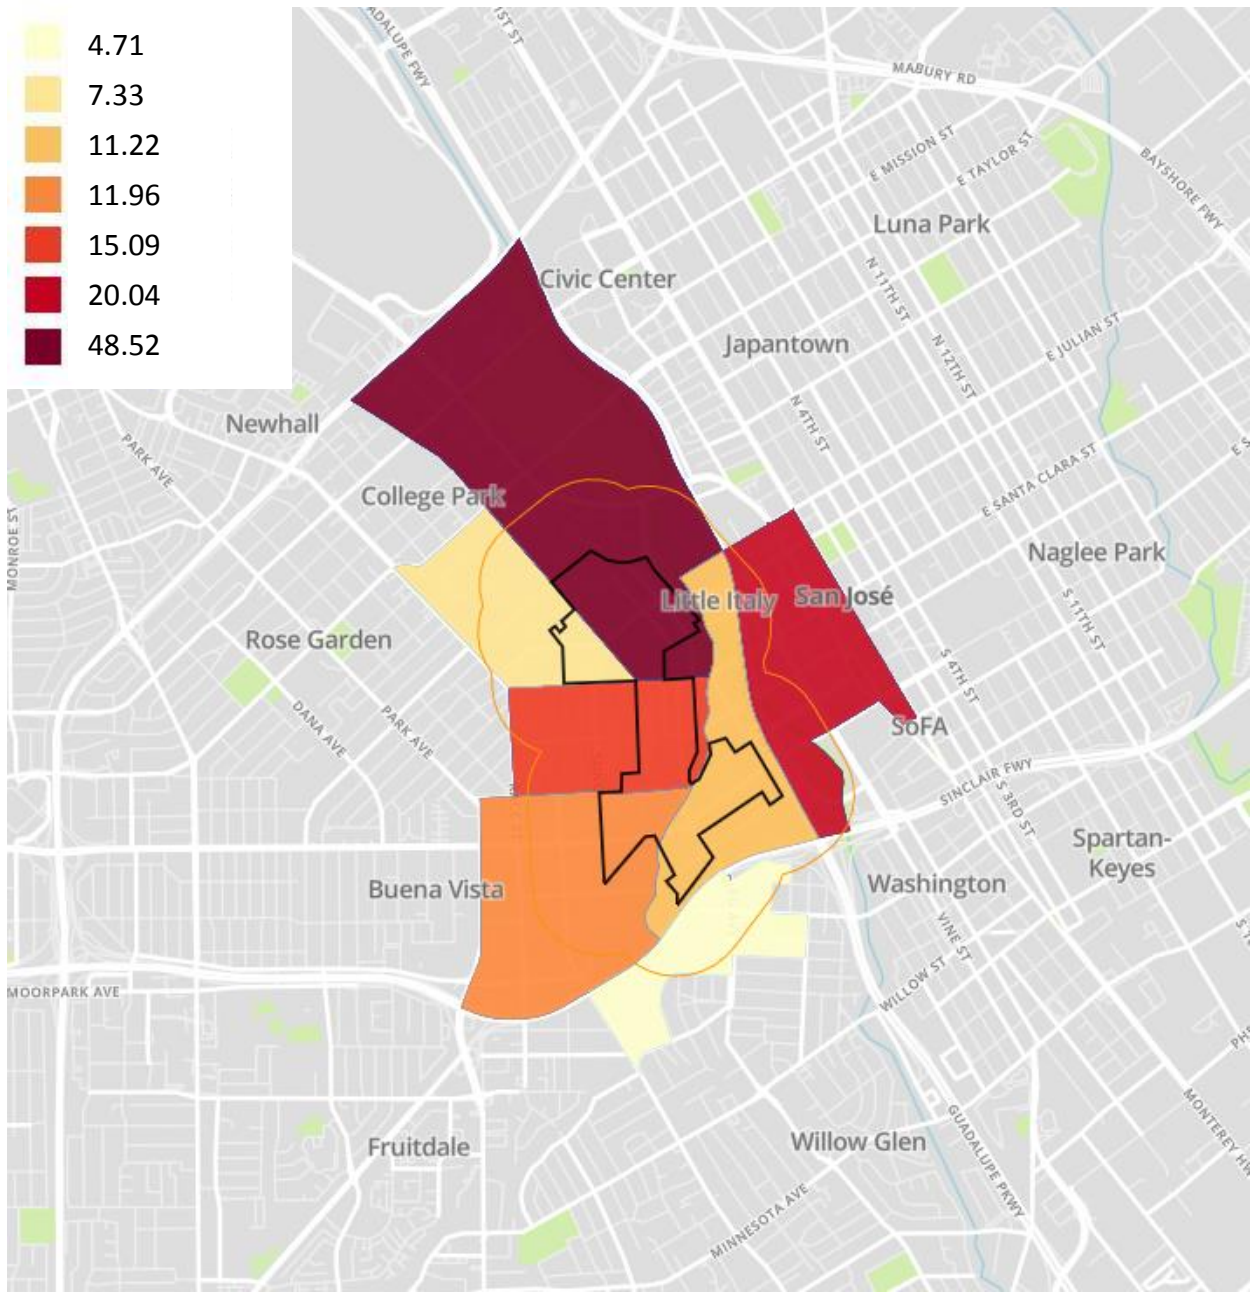 4.71
7.33
11.22
11.96
15.09
20.04
48.52
1ST ST
MABURY RD
E MISSION ST
E TAYLOR ST
BAYSHORE FWY
Luna Park
Civic Center
N 11TH ST
Japantown
E JULIAN ST
N 12TH ST
Newhall
N 4TH ST
PARK AVE
College Park
E SANTA CLARA ST
MONROE ST
Naglee Park
Little Italy
San José
S 11TH ST
Rose Garden
S 4TH ST
DANA AVE
PARK AVE
SoFA
SINCLAIR FWY
S 3RD ST
Spartan-
Keyes
Buena Vista
Washington
VINE ST
WILLOW ST
MOORPARK AVE
Fruitdale
Willow Glen
GUADALUPE PKWY
MONTEREY HW
MINNESOTA AVE